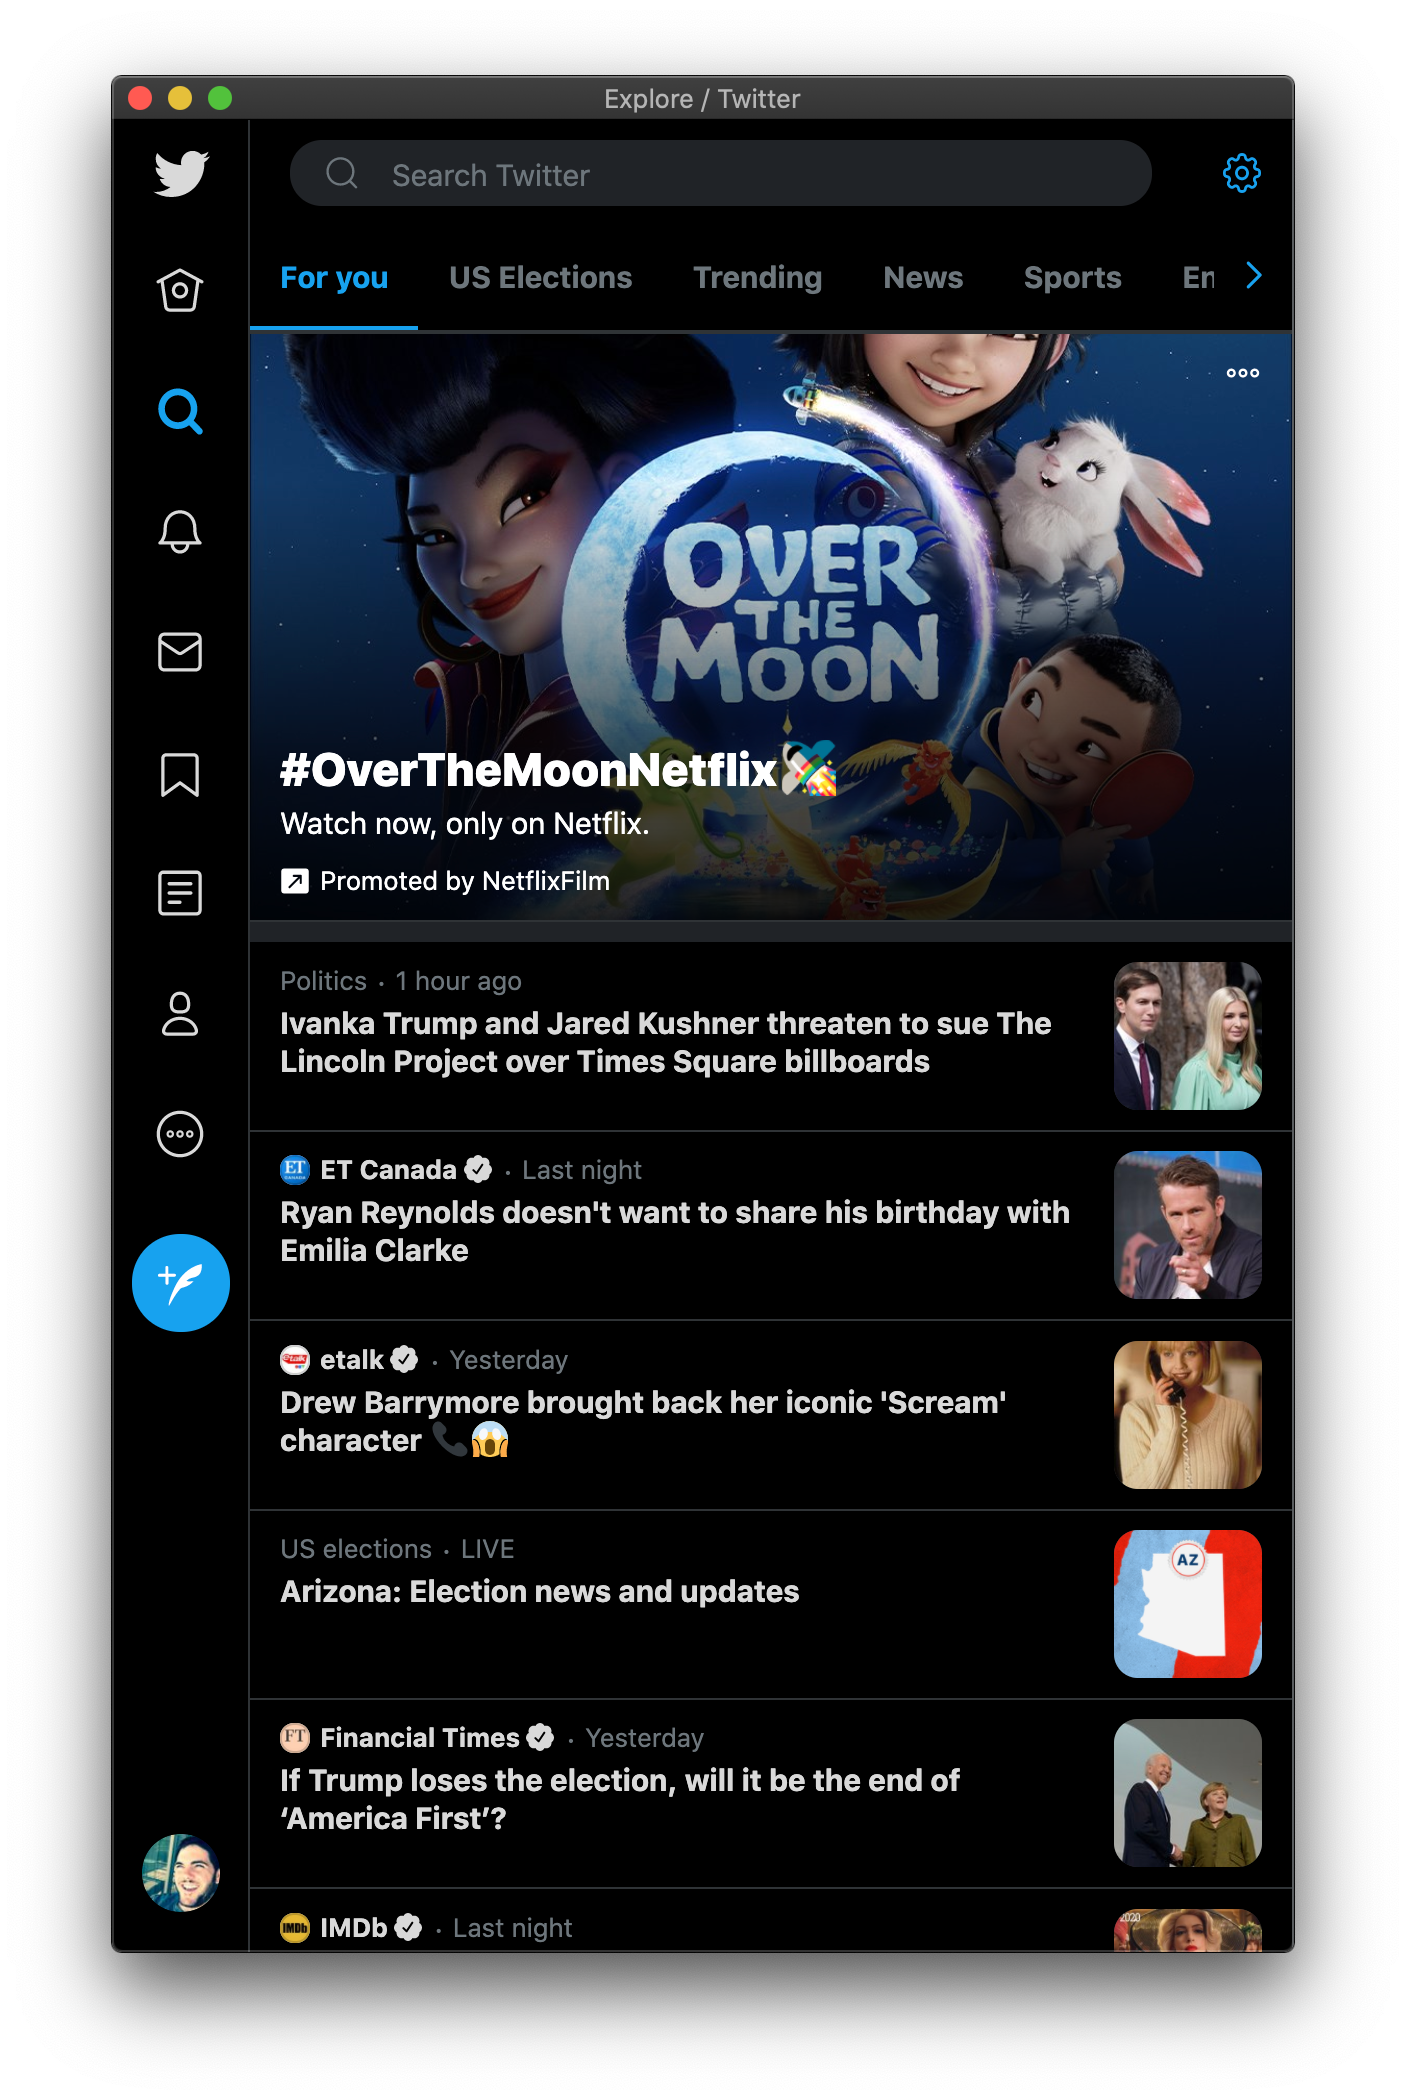 Explore / Twitter
Search Twitter
For you US Elections Trending News Sports En
OVER
THE
MOON
#OverTheMoonNetflix
Watch now, only on Netflix.
Promoted by NetflixFilm
Politics · 1 hour ago
Ivanka Trump and Jared Kushner threaten to sue The
Lincoln Project over Times Square billboards
ET CANADA
ET Canada · Last night
Ryan Reynolds doesn't want to share his birthday with
Emilia Clarke
etalk
etalk · Yesterday
Drew Barrymore brought back her iconic 'Scream'
character 📞😱
US elections · LIVE
Arizona: Election news and updates
AZ
FT
Financial Times · Yesterday
If Trump loses the election, will it be the end of
‘America First’?
IMDb
IMDb · Last night
2020